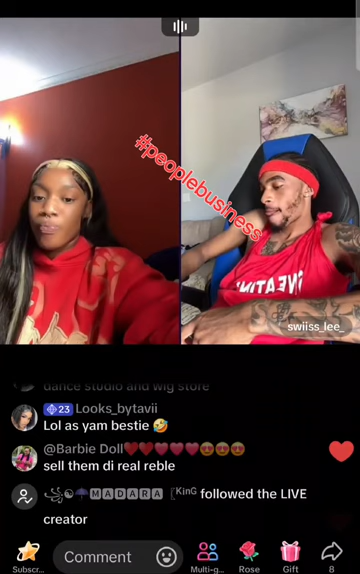 #peoplebusiness
swiiss_lee_
dance studio and wig store
23 Looks_bytavii
Lol as yam bestie 🤣
@Barbie Doll❤️❤️💗💗💗😍😍😍
sell them di real reble
꧁☯☂🅼🅰🅳🅰🆁🅰 〖ᴷⁱⁿᴳ followed the LIVE
creator
Comment
Subscr...
Multi-g...
Rose
Gift
8